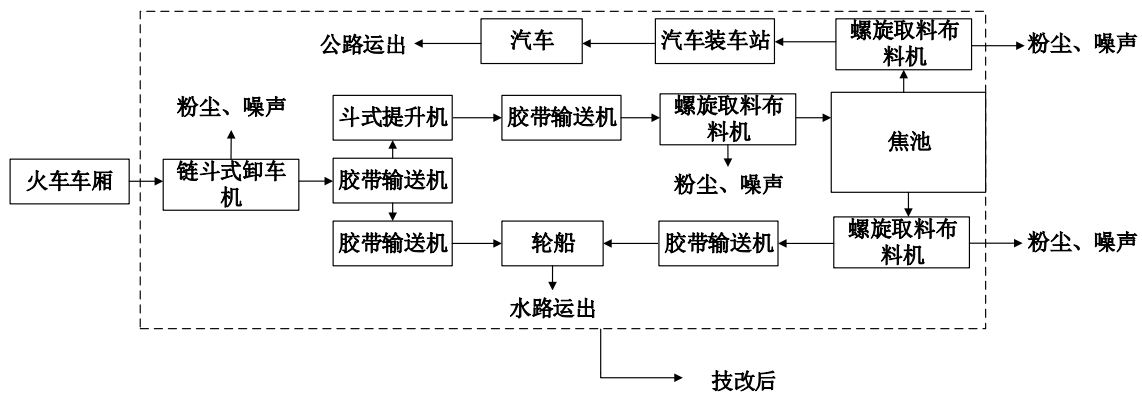 公路运出
汽车
汽车装车站
螺旋取料布
料机
粉尘、噪声
粉尘、噪声
斗式提升机
胶带输送机
螺旋取料布
料机
焦池
火车车厢
链斗式卸车
机
胶带输送机
粉尘、噪声
胶带输送机
轮船
胶带输送机
螺旋取料布
料机
粉尘、噪声
水路运出
技改后